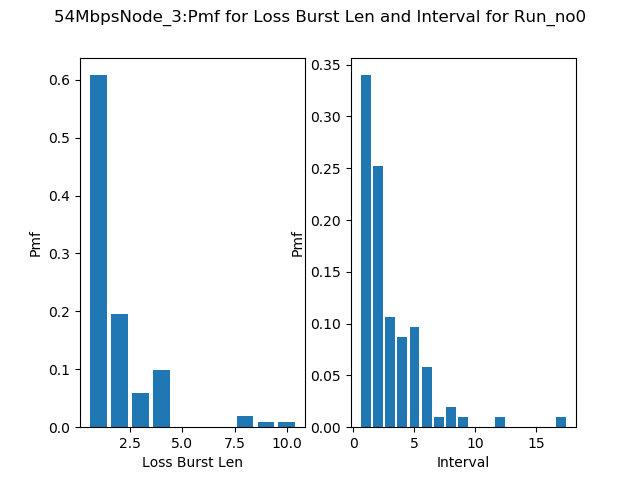 54MbpsNode_3:Pmf for Loss Burst Len and Interval for Run_no0
0.6
0.5
0.4
0.3
0.2
0.1
0.0
Pmf
2.5 5.0 7.5 10.0
Loss Burst Len
0.35
0.30
0.25
0.20
0.15
0.10
0.05
0.00
Pmf
0 5 10 15
Interval